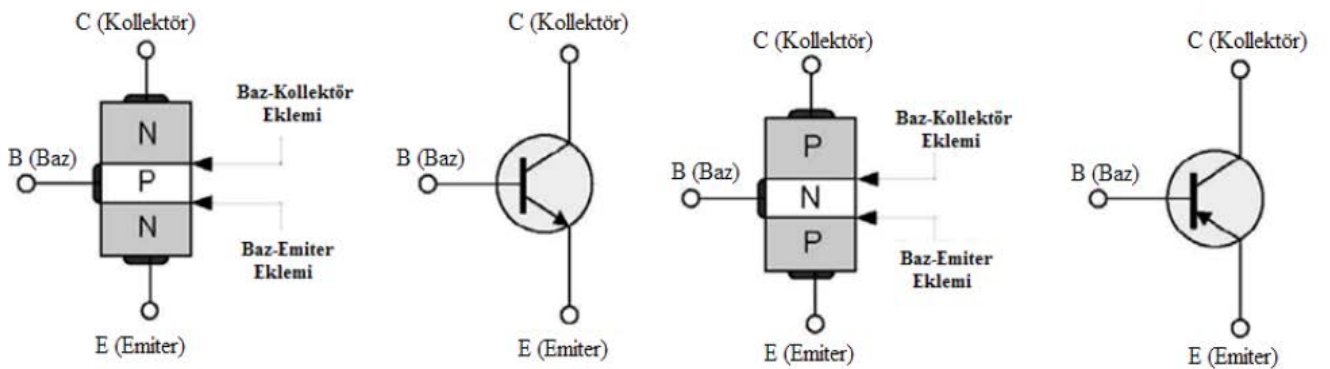 C (Kollektör)
Baz-Kollektör
Eklemi
N
B (Baz)
P
N
Baz-Emiter
Eklemi
E (Emiter)
C (Kollektör)
B (Baz)
E (Emiter)
C (Kollektör)
Baz-Kollektör
Eklemi
P
B (Baz)
N
P
Baz-Emiter
Eklemi
E (Emiter)
C (Kollektör)
B (Baz)
E (Emiter)